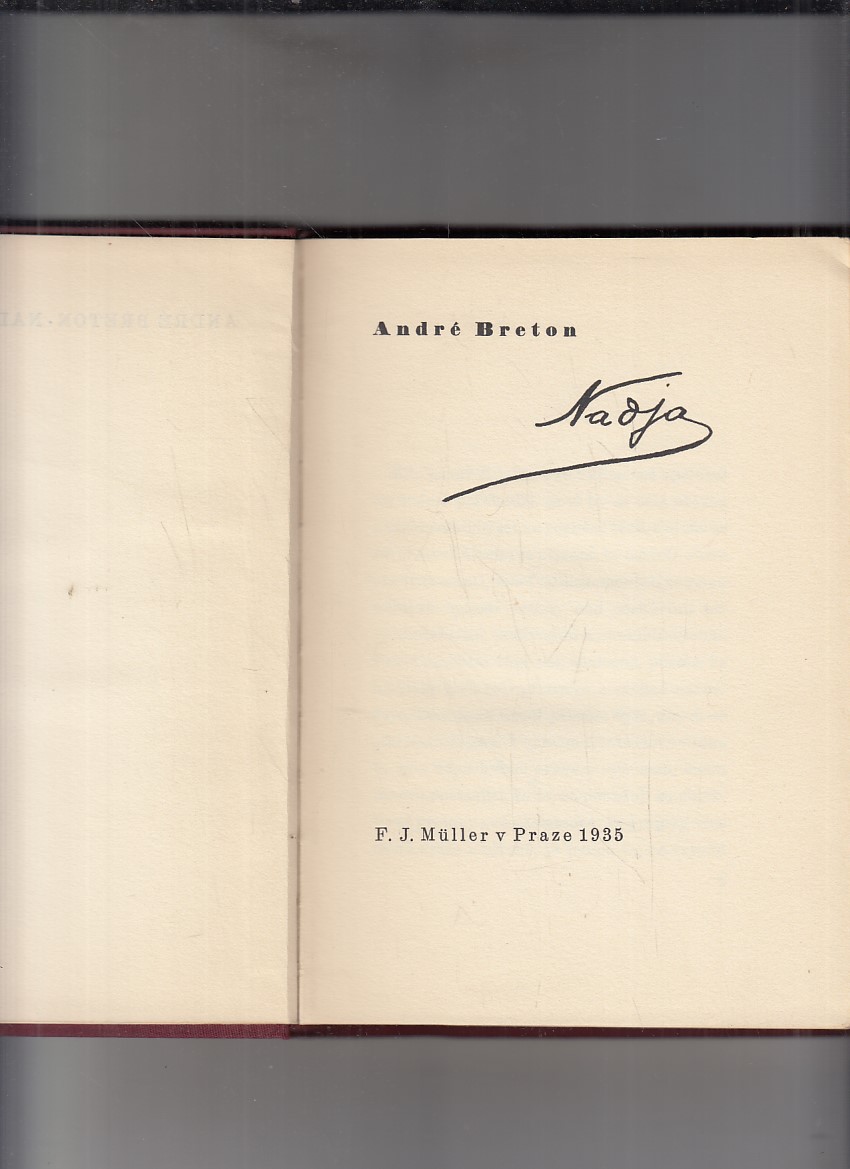 André Breton
Nadja
F. J. Müller v Praze 1935